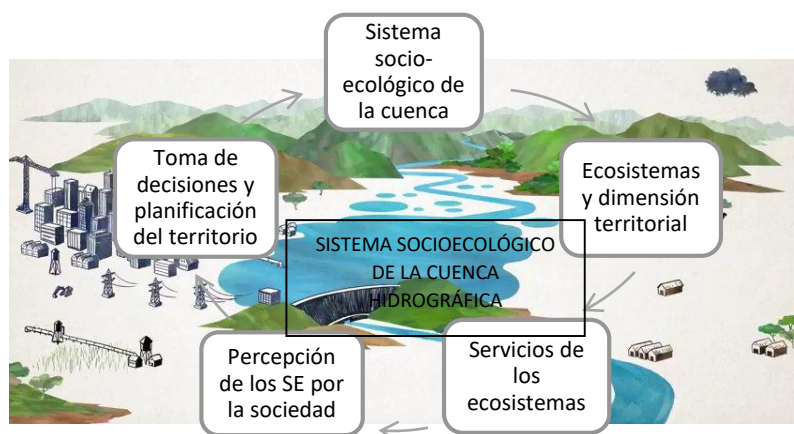 Sistema
socio-
ecológico de
la cuenca
Ecosistemas
y dimensión
territorial
Servicios de
los
ecosistemas
Percepción
de los SE por
la sociedad
Toma de
decisiones y
planificación
del territorio
SISTEMA SOCIOECOLÓGICO
DE LA CUENCA
HIDROGRÁFICA